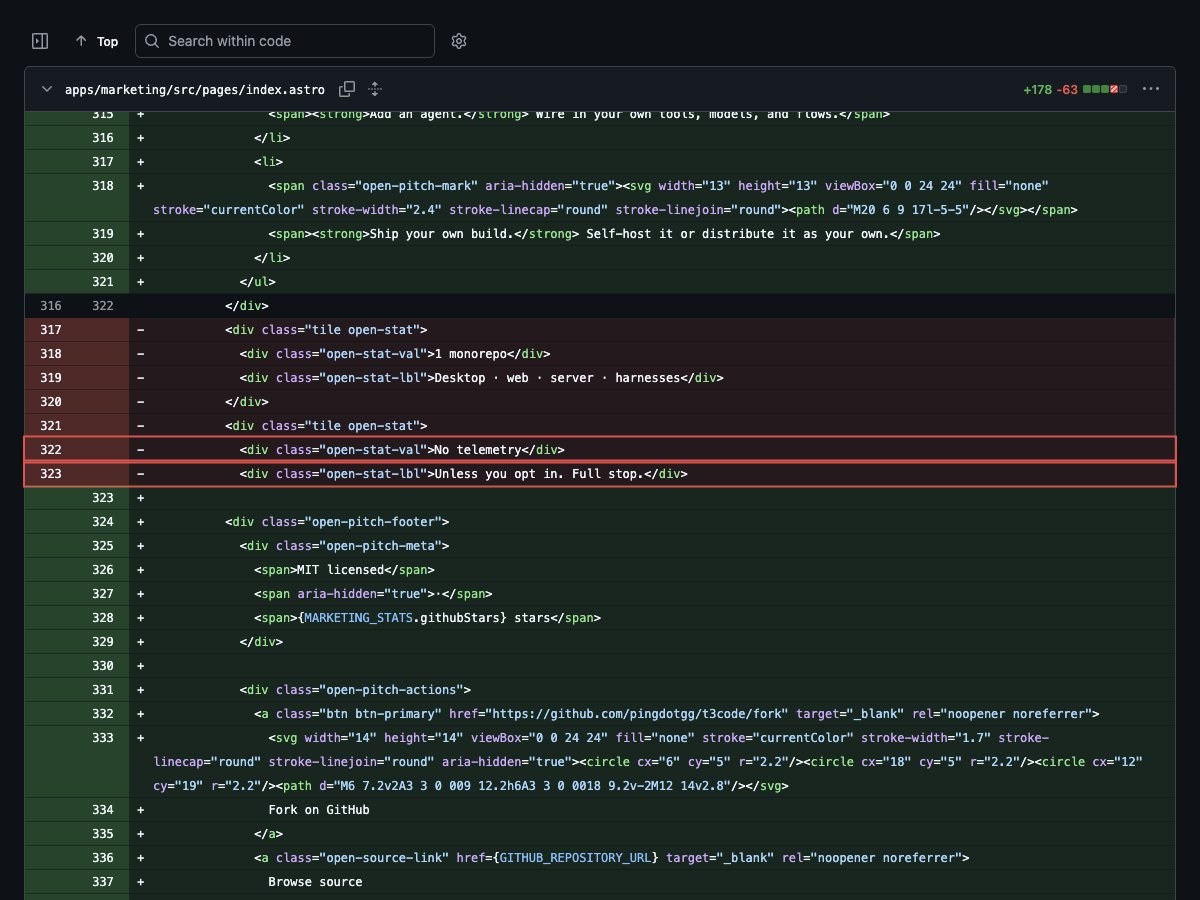 Top
Search within code
apps/marketing/src/pages/index.astro
+178 -63
315 + <span><strong>Add an agent.</strong> Wire in your own tools, models, and flows.</span>
316 + </li>
317 + <li>
318 + <span class="open-pitch-mark" aria-hidden="true"><svg width="13" height="13" viewBox="0 0 24 24" fill="none"
stroke="currentColor" stroke-width="2.4" stroke-linecap="round" stroke-linejoin="round"><path d="M20 6 9 17l-5-5"/></svg></span>
319 + <span><strong>Ship your own build.</strong> Self-host it or distribute it as your own.</span>
320 + </li>
321 + </ul>
316 322 </div>
317 - <div class="tile open-stat">
318 - <div class="open-stat-val">1 monorepo</div>
319 - <div class="open-stat-lbl">Desktop · web · server · harnesses</div>
320 - </div>
321 - <div class="tile open-stat">
322 - <div class="open-stat-val">No telemetry</div>
323 - <div class="open-stat-lbl">Unless you opt in. Full stop.</div>
323 +
324 + <div class="open-pitch-footer">
325 + <div class="open-pitch-meta">
326 + <span>MIT licensed</span>
327 + <span aria-hidden="true">·</span>
328 + <span>{MARKETING_STATS.githubStars} stars</span>
329 + </div>
330 +
331 + <div class="open-pitch-actions">
332 + <a class="btn btn-primary" href="https://github.com/pingdotgg/t3code/fork" target="_blank" rel="noopener noreferrer">
333 + <svg width="14" height="14" viewBox="0 0 24 24" fill="none" stroke="currentColor" stroke-width="1.7" stroke-
linecap="round" stroke-linejoin="round" aria-hidden="true"><circle cx="6" cy="5" r="2.2"/><circle cx="18" cy="5" r="2.2"/><circle cx="12"
cy="19" r="2.2"/><path d="M6 7.2v2A3 3 0 009 12.2h6A3 3 0 0018 9.2v-2M12 14v2.8"/></svg>
334 + Fork on GitHub
335 + </a>
336 + <a class="open-source-link" href={GITHUB_REPOSITORY_URL} target="_blank" rel="noopener noreferrer">
337 + Browse source